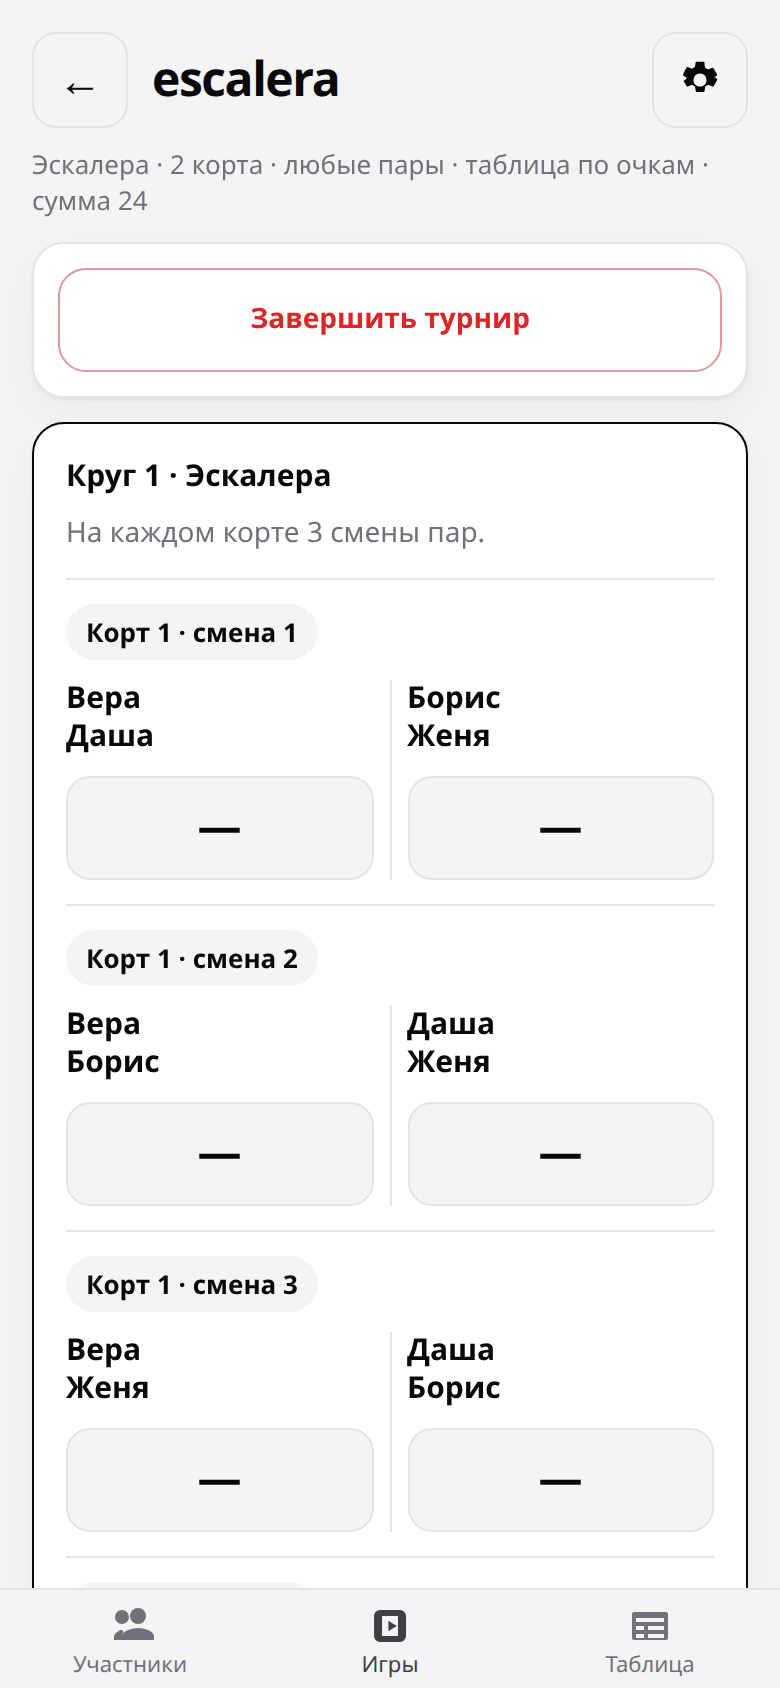 ← escalera
Эскалера · 2 корта · любые пары · таблица по очкам ·
сумма 24
Завершить турнир
Круг 1 · Эскалера
На каждом корте 3 смены пар.
Корт 1 · смена 1
Вера
Даша
Борис
Женя
—
—
Корт 1 · смена 2
Вера
Борис
Даша
Женя
—
—
Корт 1 · смена 3
Вера
Женя
Даша
Борис
—
—
Участники
Игры
Таблица